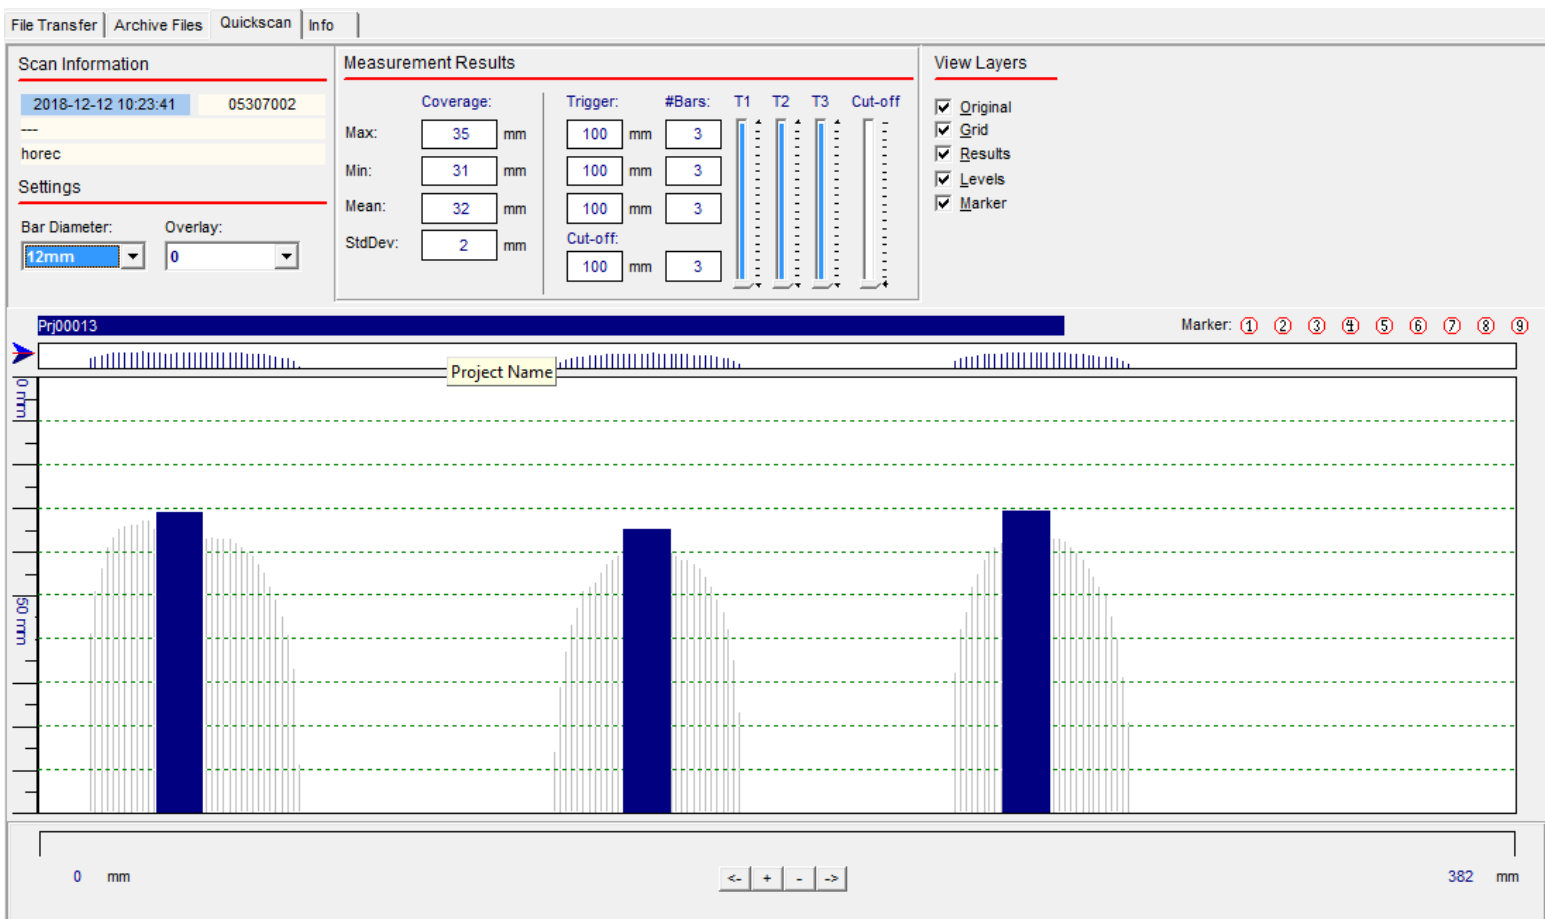 File Transfer Archive Files Quickscan Info
Scan Information
2018-12-12 10:23:41 05307002
---
horec
Settings
Bar Diameter: Overlay:
12mm 0
Measurement Results
Coverage: Trigger: #Bars: T1 T2 T3 Cut-off
Max: 35 mm 100 mm 3
Min: 31 mm 100 mm 3
Mean: 32 mm 100 mm 3
StdDev: 2 mm
Cut-off:
100 mm 3
View Layers
Original
Grid
Results
Levels
Marker
Prj00013
Marker: 1 2 3 4 5 6 7 8 9
Project Name
0 mm
50 mm
0 mm <- + - -> 382 mm